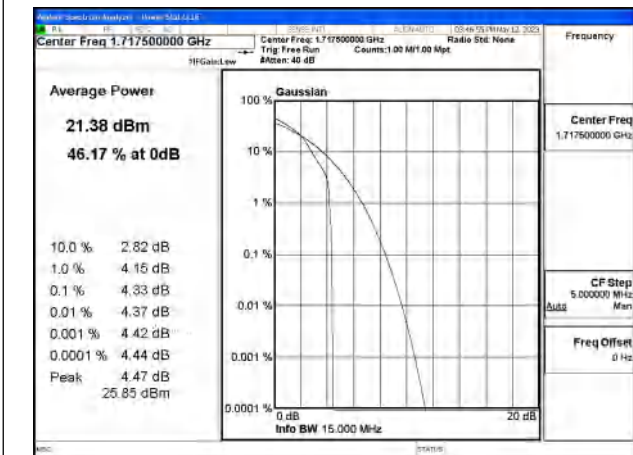 Center Freq 1.717500000 GHz
Center Freq: 1.717500000 GHz
Radio Std: None
Trig: Free Run
Counts:1.00 M/1.00 Mpt
#IFGain:Low
#Atten: 40 dB
Frequency
Average Power
21.38 dBm
46.17 % at 0dB
10.0 % 2.82 dB
1.0 % 4.15 dB
0.1 % 4.33 dB
0.01 % 4.37 dB
0.001 % 4.42 dB
0.0001 % 4.44 dB
Peak 4.47 dB
25.85 dBm
Gaussian
100 %
10 %
1 %
0.1 %
0.01 %
0.001 %
0.0001 %
0 dB
20 dB
Info BW 15.000 MHz
Center Freq
1.717500000 GHz
CF Step
5.000000 MHz
Auto Man
Freq Offset
0 Hz
MSG
STATUS